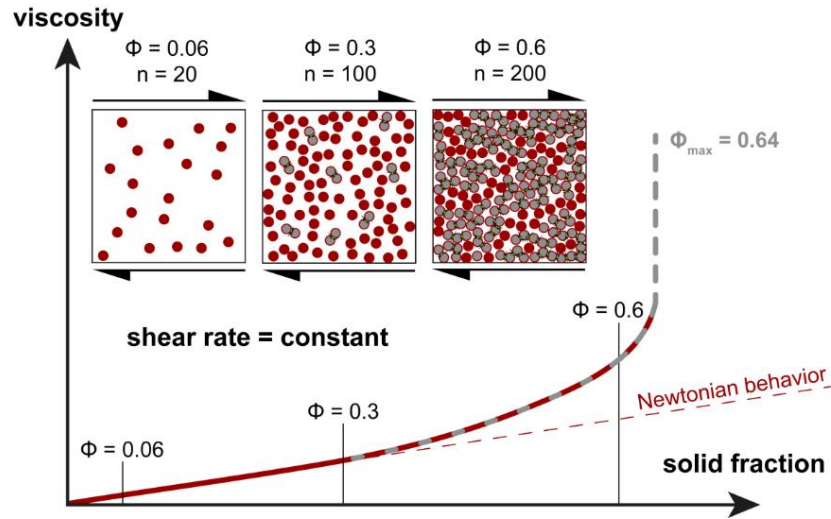 viscosity
Φ = 0.06
n = 20
Φ = 0.3
n = 100
Φ = 0.6
n = 200
Φmax = 0.64
shear rate = constant
Φ = 0.6
Newtonian behavior
Φ = 0.3
Φ = 0.06
solid fraction